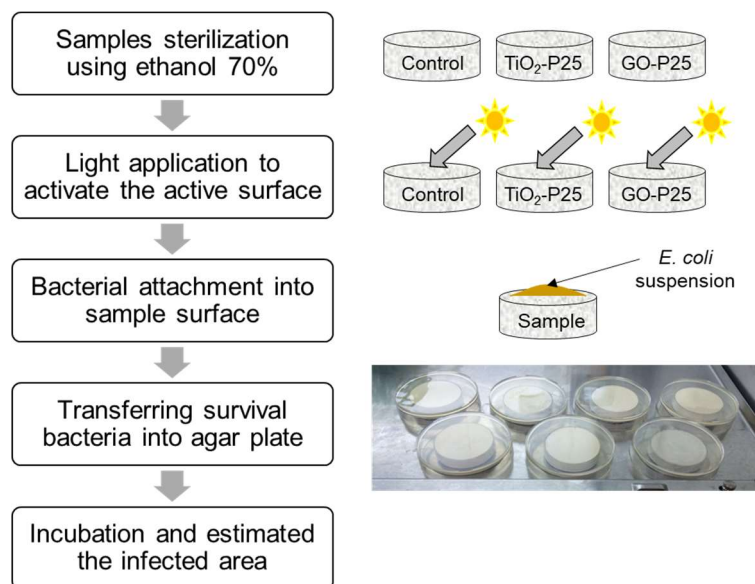 Samples sterilization
using ethanol 70%
Control
TiO₂-P25
GO-P25
Light application to
activate the active surface
Control
TiO₂-P25
GO-P25
Bacterial attachment into
sample surface
E. coli
suspension
Sample
Transferring survival
bacteria into agar plate
Incubation and estimated
the infected area